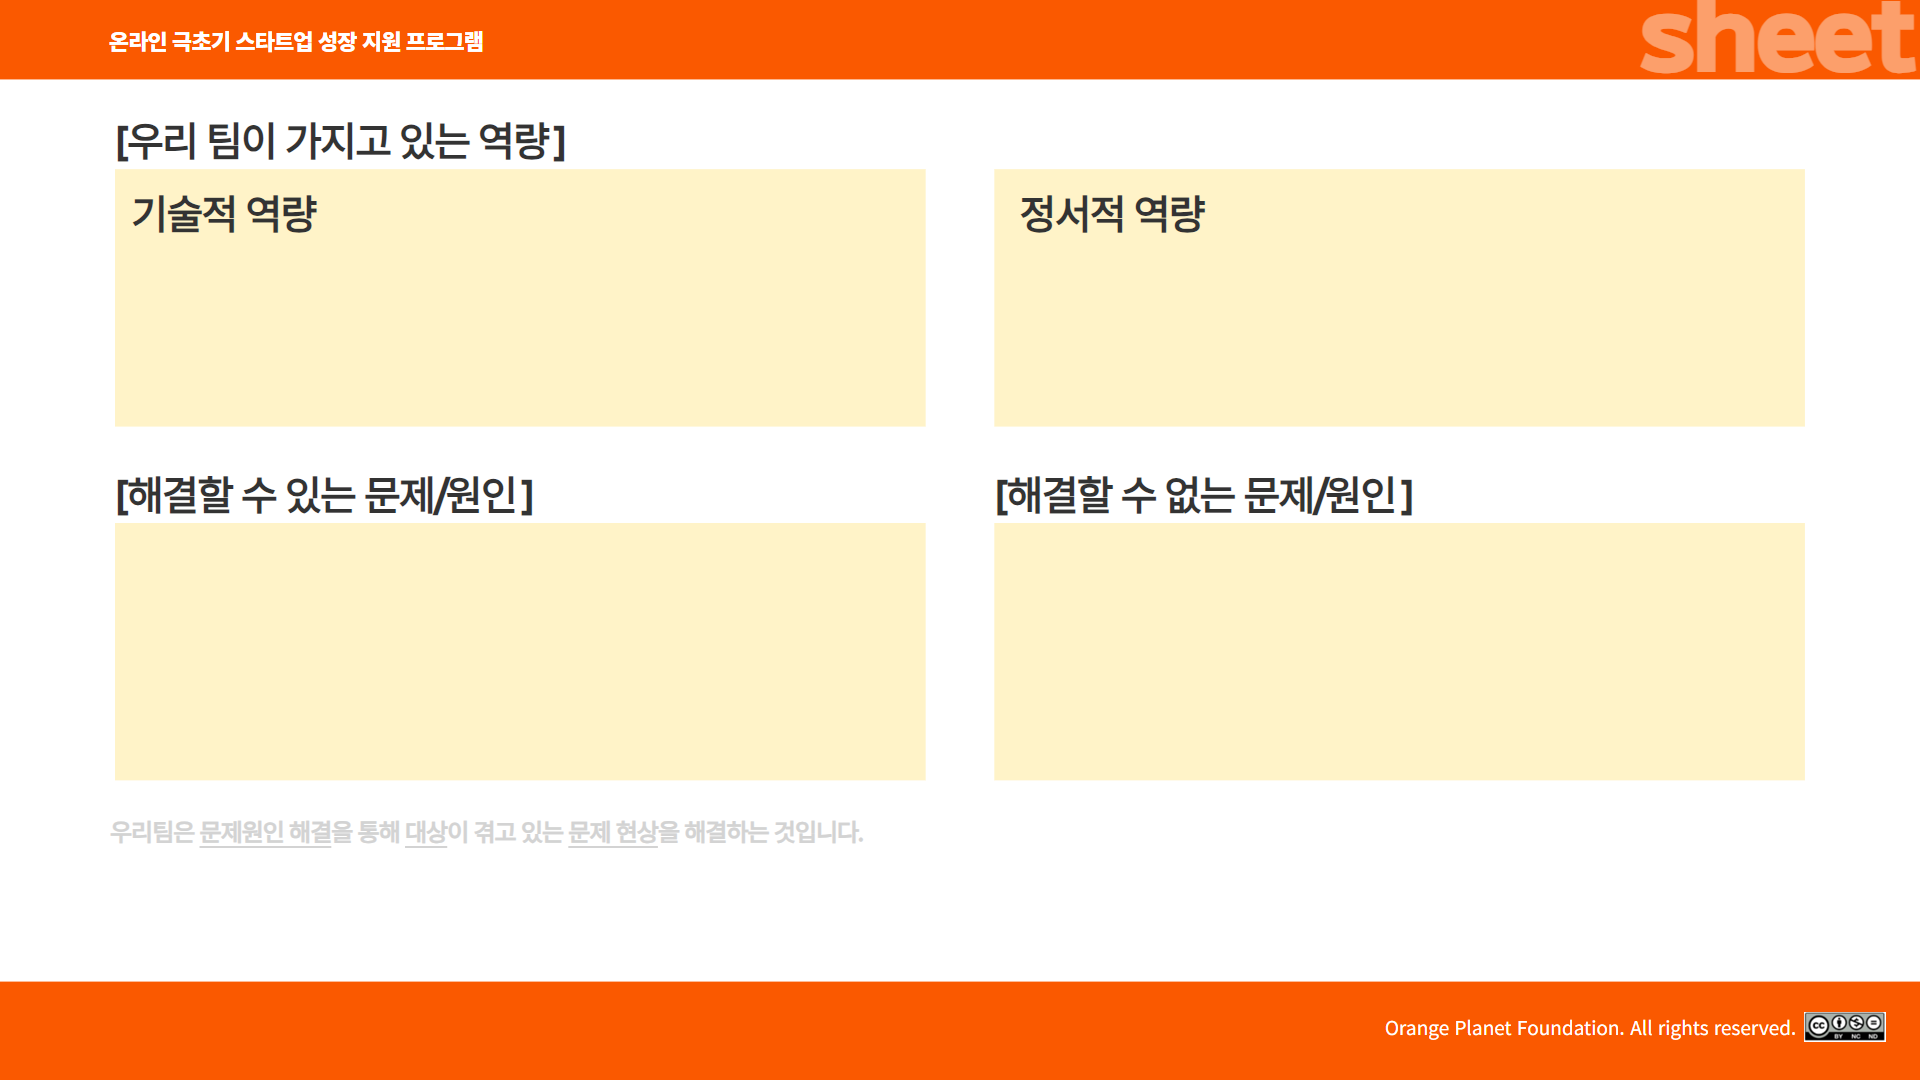 온라인 극초기 스타트업 성장 지원 프로그램
sheet
[우리 팀이 가지고 있는 역량]
기술적 역량
정서적 역량
[해결할 수 있는 문제/원인]
[해결할 수 없는 문제/원인]
우리팀은 문제원인 해결을 통해 대상이 겪고 있는 문제 현상을 해결하는 것입니다.
Orange Planet Foundation. All rights reserved.
cc
BY NC ND